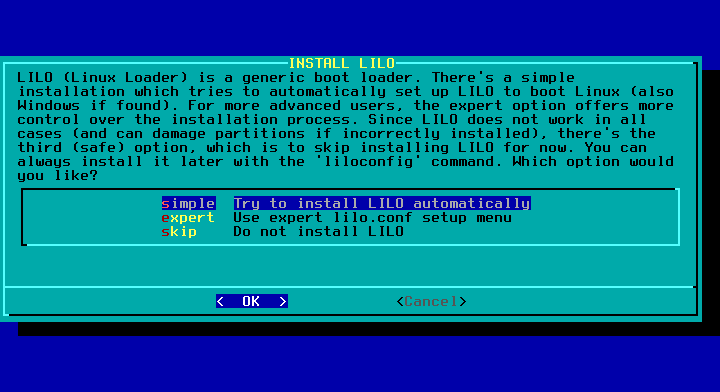 INSTALL LILO
LILO (Linux Loader) is a generic boot loader. There's a simple
installation which tries to automatically set up LILO to boot Linux (also
Windows if found). For more advanced users, the expert option offers more
control over the installation process. Since LILO does not work in all
cases (and can damage partitions if incorrectly installed), there's the
third (safe) option, which is to skip installing LILO for now. You can
always install it later with the 'liloconfig' command. Which option would
you like?
simple Try to install LILO automatically
expert Use expert lilo.conf setup menu
skip Do not install LILO
< OK > <Cancel>